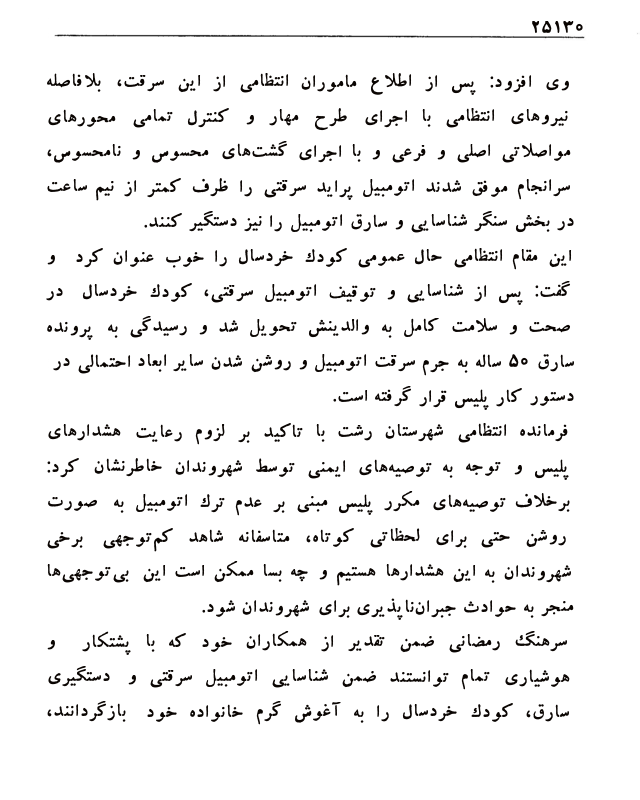 ۲۵۱۳۰
وی افزود: پس از اطلاع ماموران انتظامی از این سرقت، بلافاصله
نیروهای انتظامی با اجرای طرح مهار و کنترل تمامی محورهای
مواصلاتی اصلی و فرعی و با اجرای گشت‌های محسوس و نامحسوس،
سرانجام موفق شدند اتومبیل پراید سرقتی را ظرف کمتر از نیم ساعت
در بخش سنگر شناسایی و سارق اتومبیل را نیز دستگیر کنند.
این مقام انتظامی حال عمومی کودك خردسال را خوب عنوان کرد و
گفت: پس از شناسایی و توقیف اتومبیل سرقتی، کودك خردسال در
صحت و سلامت کامل به والدینش تحویل شد و رسیدگی به پرونده
سارق ۵۰ ساله به جرم سرقت اتومبیل و روشن شدن سایر ابعاد احتمالی در
دستور کار پلیس قرار گرفته است.
فرمانده انتظامی شهرستان رشت با تاکید بر لزوم رعایت هشدارهای
پلیس و توجه به توصیه‌های ایمنی توسط شهروندان خاطرنشان کرد:
برخلاف توصیه‌های مکرر پلیس مبنی بر عدم ترك اتومبیل به صورت
روشن حتی برای لحظاتی کوتاه، متاسفانه شاهد کم‌توجهی برخی
شهروندان به این هشدارها هستیم و چه بسا ممکن است این بی‌توجهی‌ها
منجر به حوادث جبران‌ناپذیری برای شهروندان شود.
سرهنگ رمضانی ضمن تقدیر از همکاران خود که با پشتکار و
هوشیاری تمام توانستند ضمن شناسایی اتومبیل سرقتی و دستگیری
سارق، کودك خردسال را به آغوش گرم خانواده خود بازگردانند،